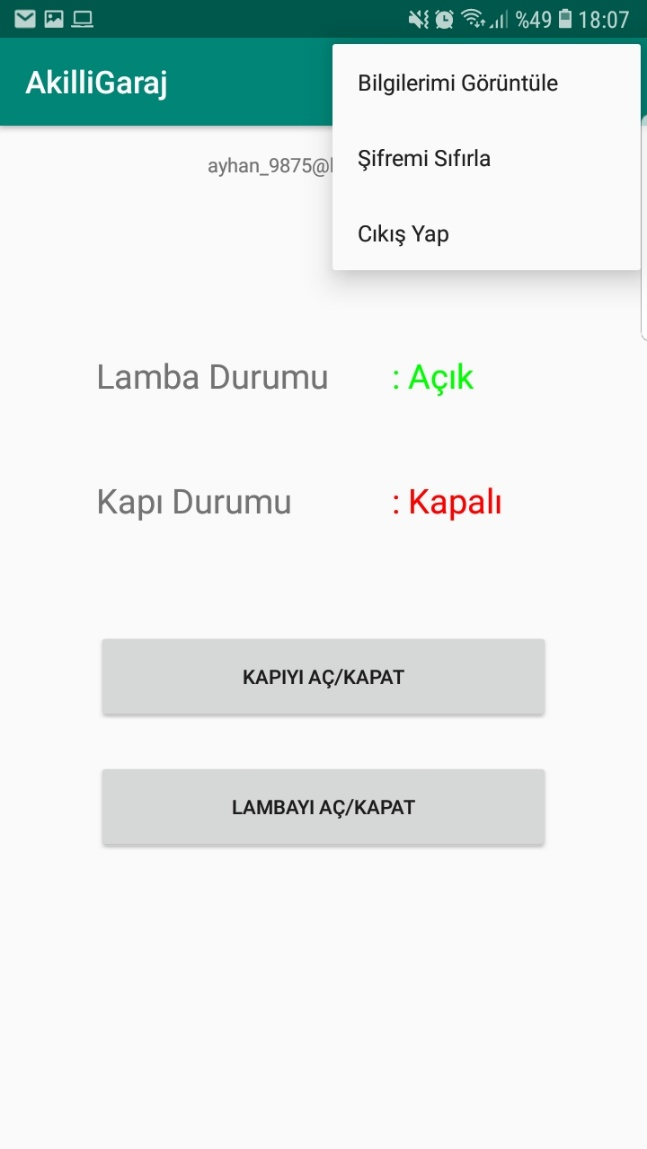 %49 18:07
AkilliGaraj
Bilgilerimi Görüntüle
Şifremi Sıfırla
Cıkış Yap
ayhan_9875@
Lamba Durumu : Açık
Kapı Durumu : Kapalı
KAPIYI AÇ/KAPAT
LAMBAYI AÇ/KAPAT